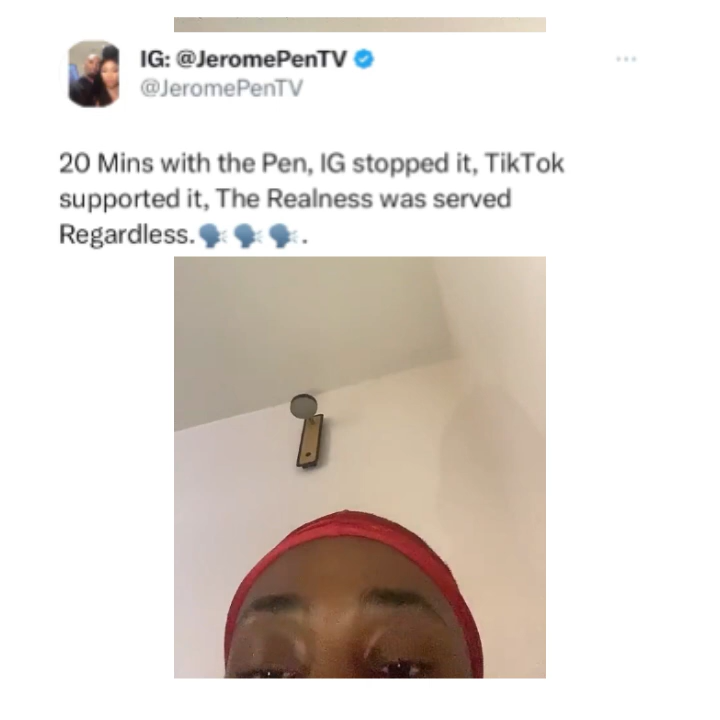 IG: @JeromePenTV
@JeromePenTV
20 Mins with the Pen, IG stopped it, TikTok
supported it, The Realness was served
Regardless.🗣️🗣️🗣️.